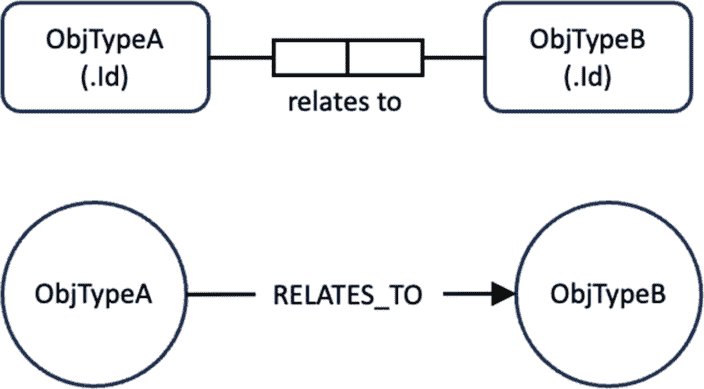 ObjTypeA
(.Id)
ObjTypeB
(.Id)
relates to
ObjTypeA
RELATES_TO
ObjTypeB